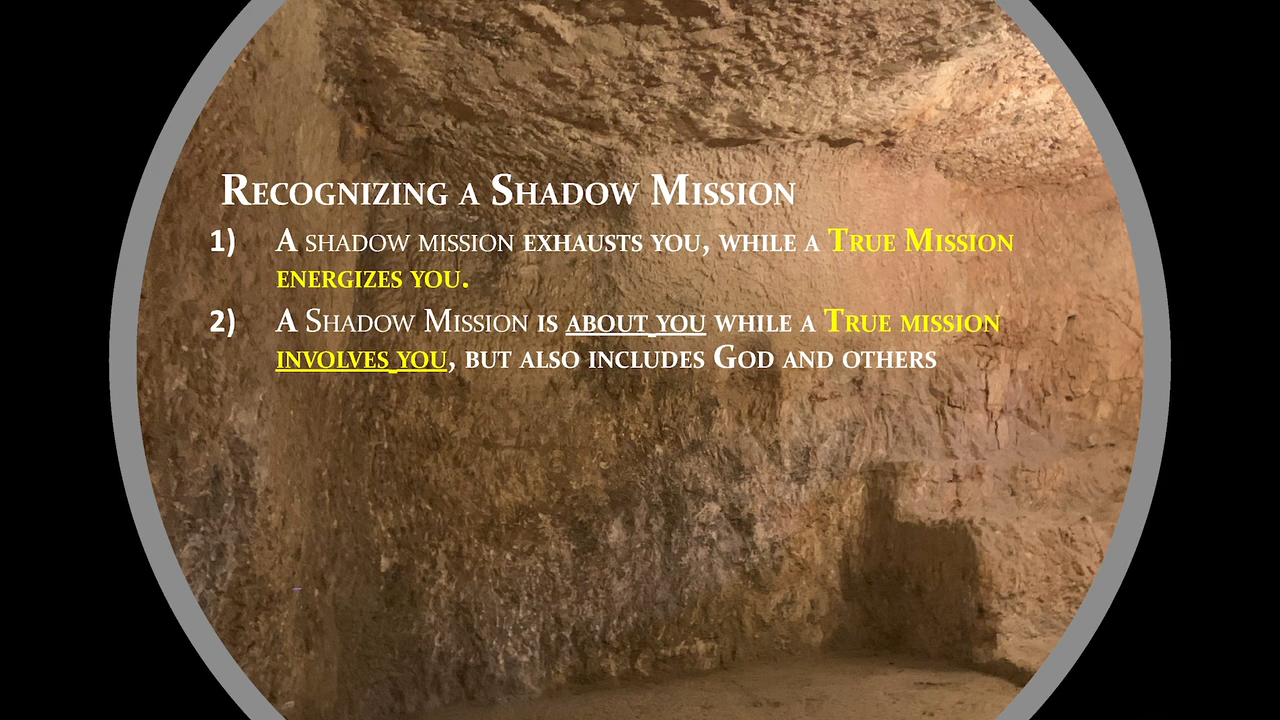 Recognizing a Shadow Mission
1) A shadow mission exhausts you, while a True Mission
energizes you.
2) A Shadow Mission is about you while a True mission
involves you, but also includes God and others